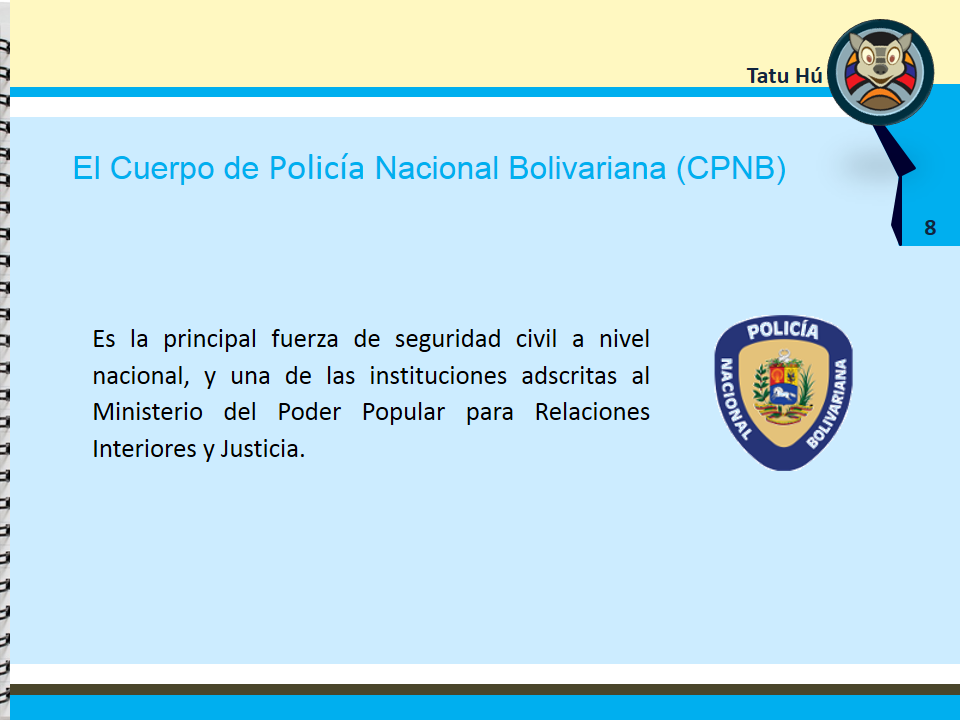 Tatu Hú
El Cuerpo de Policía Nacional Bolivariana (CPNB)
8
Es la principal fuerza de seguridad civil a nivel
nacional, y una de las instituciones adscritas al
Ministerio del Poder Popular para Relaciones
Interiores y Justicia.
POLICÍA
NACIONAL
BOLIVARIANA